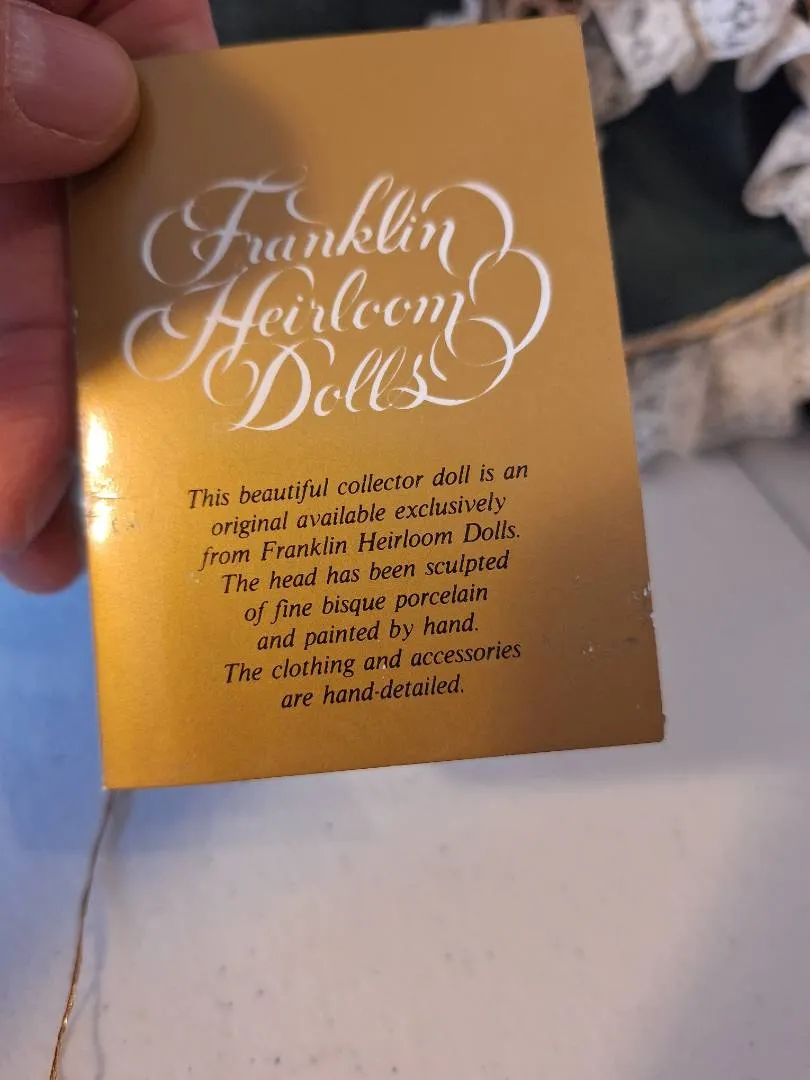 Franklin
Heirloom
Dolls
This beautiful collector doll is an
original available exclusively
from Franklin Heirloom Dolls.
The head has been sculpted
of fine bisque porcelain
and painted by hand.
The clothing and accessories
are hand-detailed.